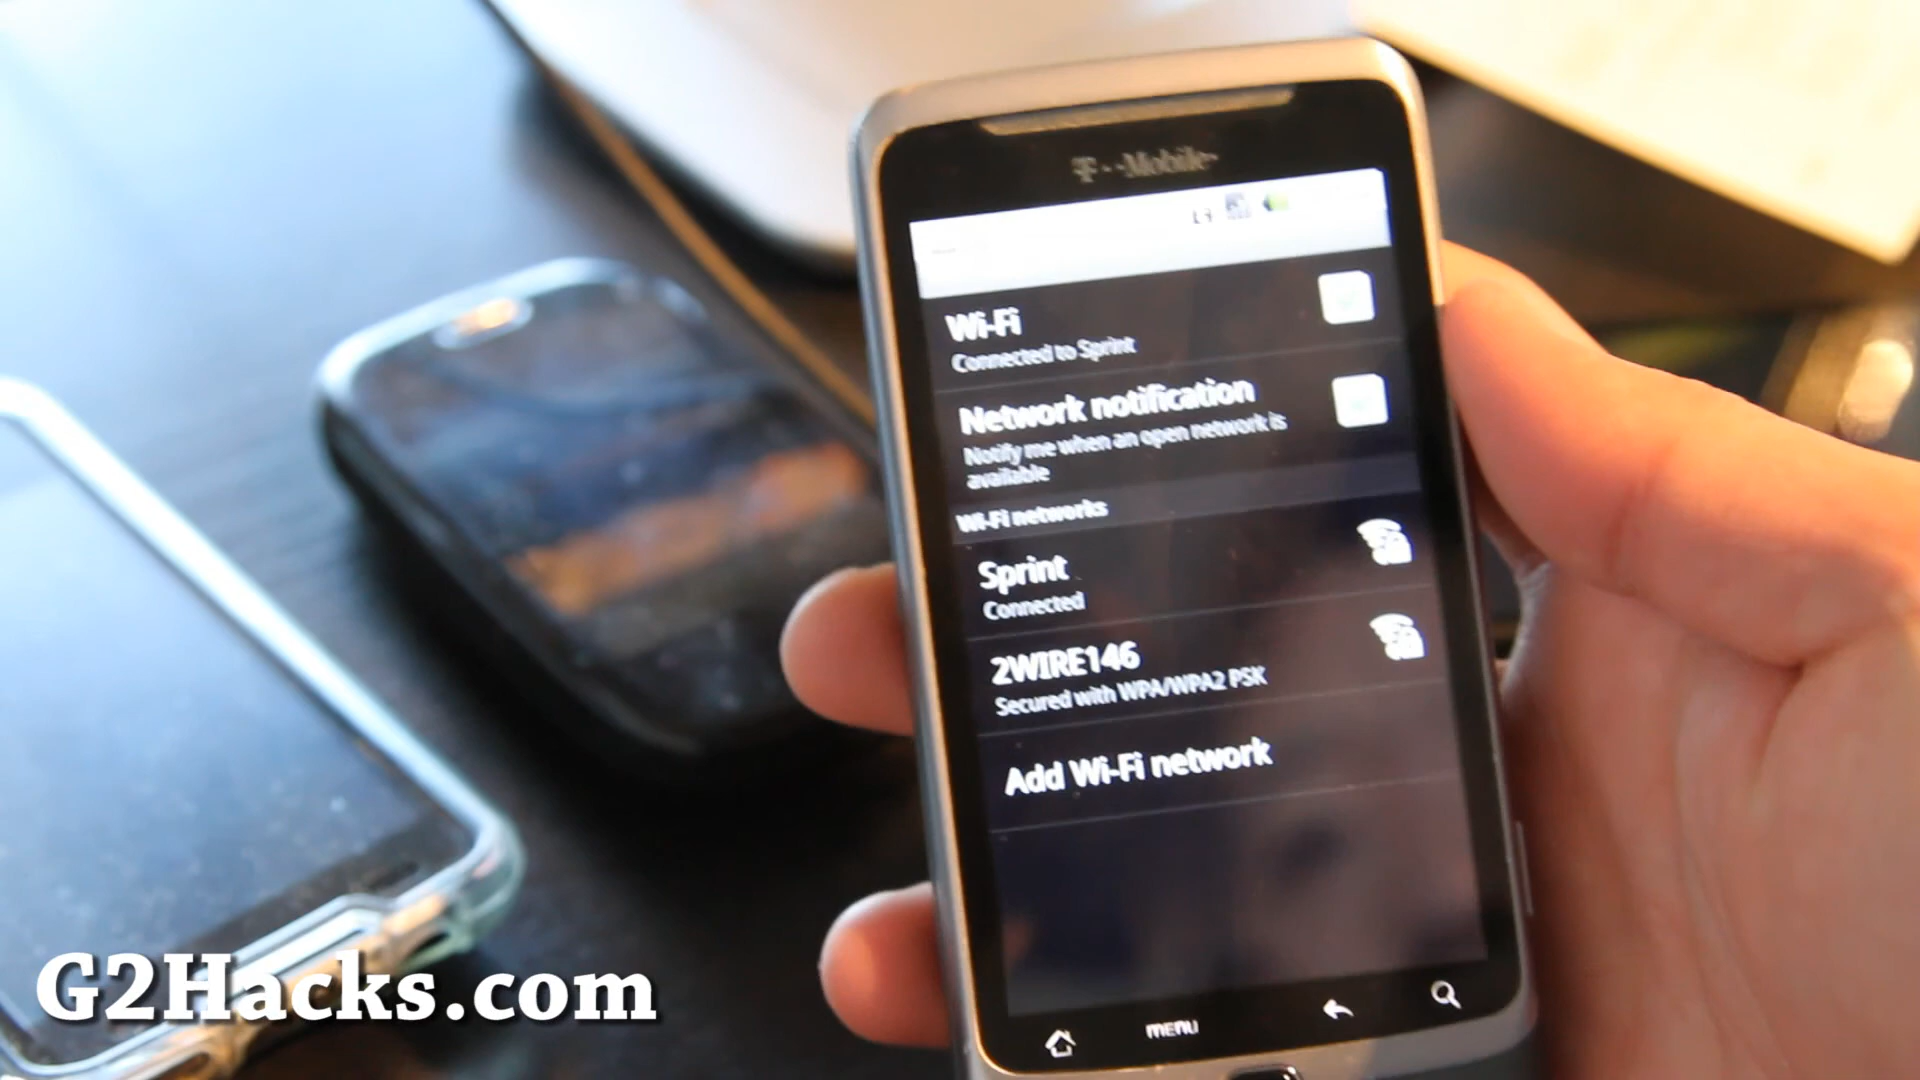 T··Mobile·
Wi-Fi
Connected to Sprint
Network notification
Notify me when an open network is
available
Wi-Fi networks
Sprint
Connected
2WIRE146
Secured with WPA/WPA2 PSK
Add Wi-Fi network
menu
G2Hacks.com